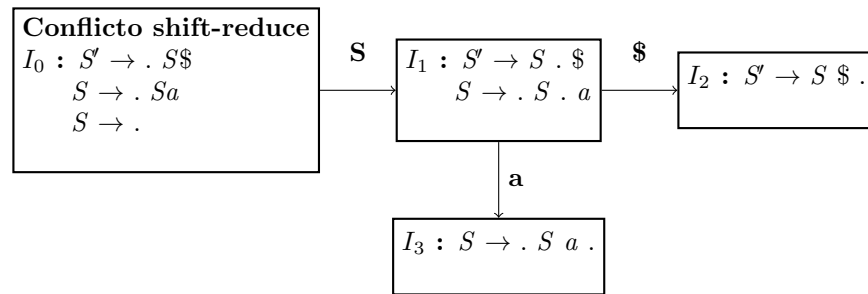 Conflicto shift-reduce
I₀ : S′ → . S$
S → . Sa
S → .
S
I₁ : S′ → S . $
S → . S . a
$
I₂ : S′ → S $ .
a
I₃ : S → . S a .